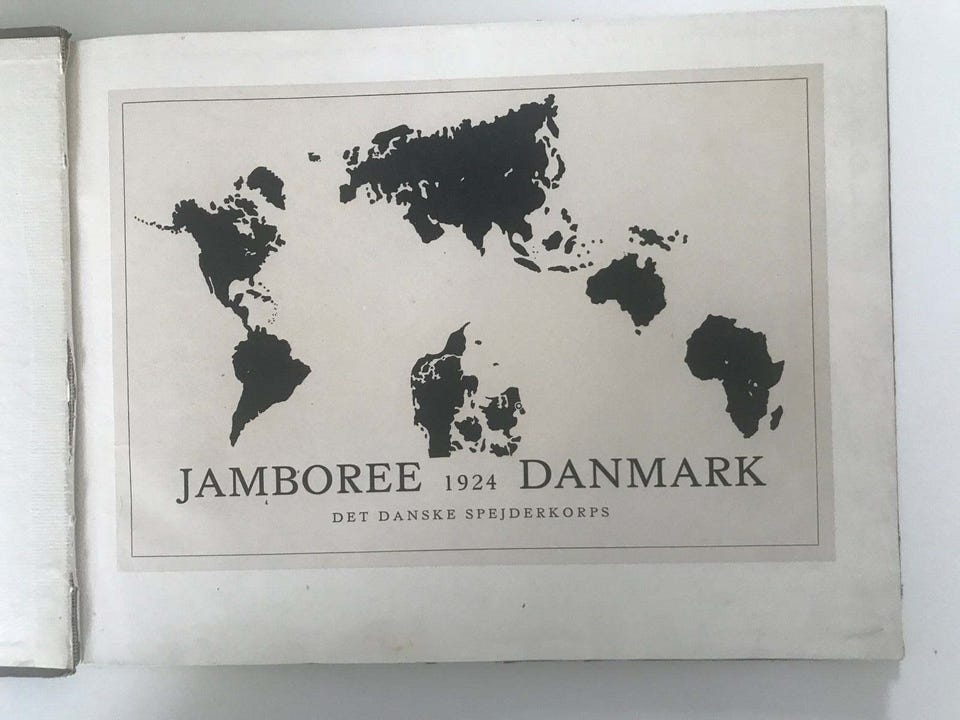 JAMBOREE 1924 DANMARK
DET DANSKE SPEJDERKORPS